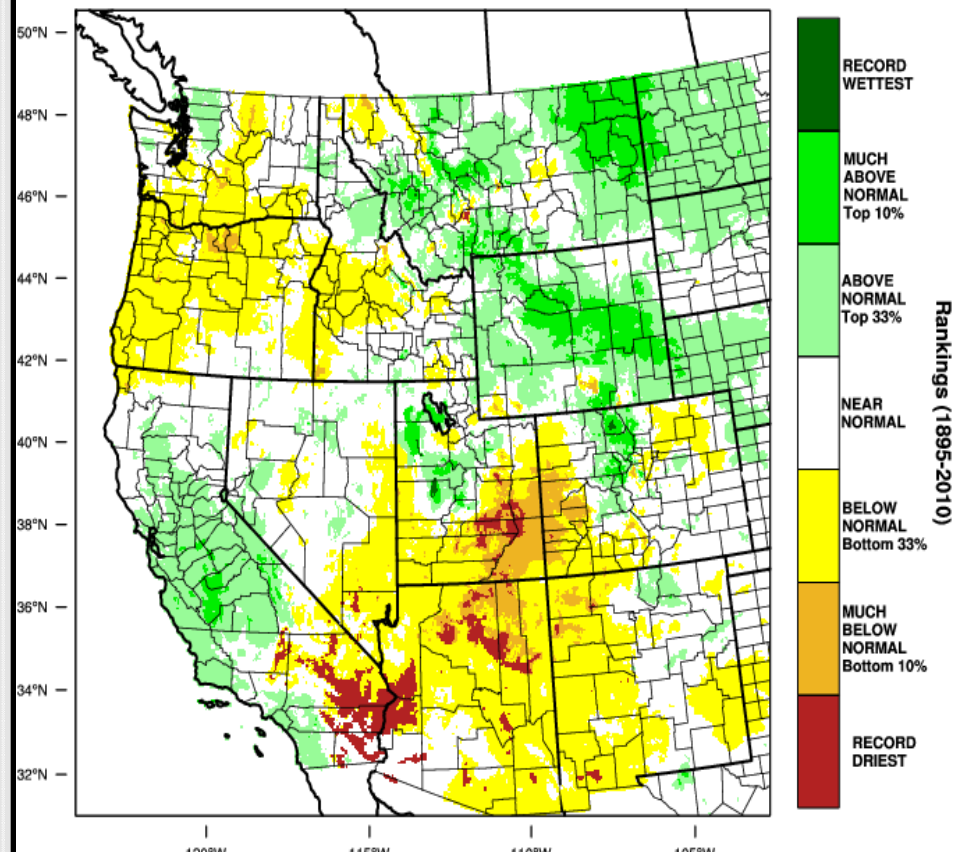 50°N
48°N
46°N
44°N
42°N
40°N
38°N
36°N
34°N
32°N
RECORD
WETTEST
MUCH
ABOVE
NORMAL
Top 10%
ABOVE
NORMAL
Top 33%
NEAR
NORMAL
BELOW
NORMAL
Bottom 33%
MUCH
BELOW
NORMAL
Bottom 10%
RECORD
DRIEST
Rankings (1895-2010)